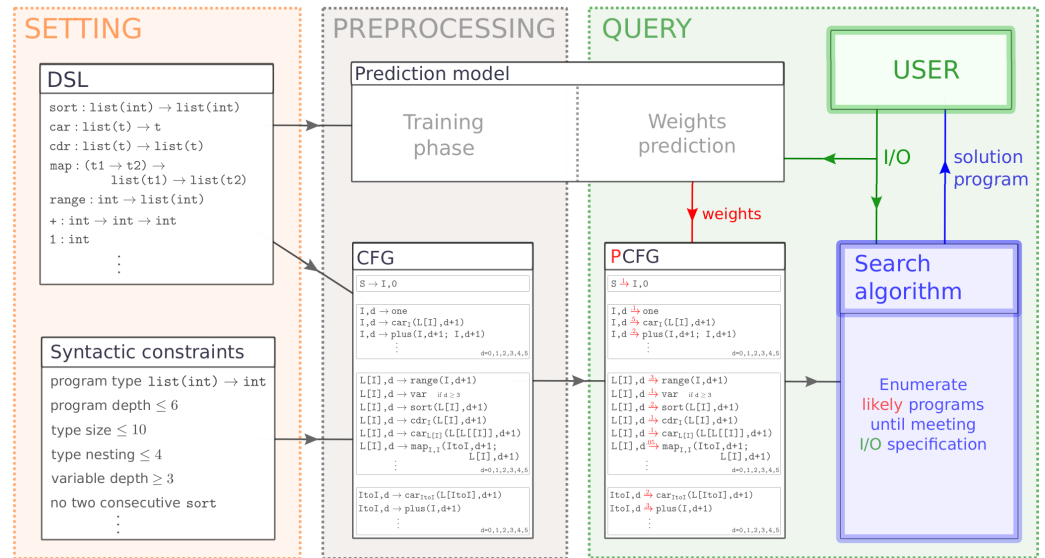 SETTING
DSL
sort : list(int) → list(int)
car : list(t) → t
cdr : list(t) → list(t)
map : (t1 → t2) →
list(t1) → list(t2)
range : int → list(int)
+ : int → int → int
1 : int
⋮
Syntactic constraints
program type list(int) → int
program depth ≤ 6
type size ≤ 10
type nesting ≤ 4
variable depth ≥ 3
no two consecutive sort
⋮
PREPROCESSING
Prediction model
Training
phase
Weights
prediction
CFG
S → I,0
I,d → one
I,d → car_I(L[I],d+1)
I,d → plus(I,d+1; I,d+1)
⋮
d=0,1,2,3,4,5
L[I],d → range(I,d+1)
L[I],d → var if d ≥ 3
L[I],d → sort(L[I],d+1)
L[I],d → cdr_I(L[I],d+1)
L[I],d → car_L[I](L[L[I]],d+1)
L[I],d → map_I,I(ItoI,d+1;
L[I],d+1)
⋮
d=0,1,2,3,4,5
ItoI,d → car_ItoI(L[ItoI],d+1)
ItoI,d → plus(I,d+1)
⋮
d=0,1,2,3,4,5
QUERY
USER
I/O
solution
program
weights
PCFG
S → I,0
I,d → one
I,d → car_I(L[I],d+1)
I,d → plus(I,d+1; I,d+1)
⋮
d=0,1,2,3,4,5
L[I],d → range(I,d+1)
L[I],d → var if d ≥ 3
L[I],d → sort(L[I],d+1)
L[I],d → cdr_I(L[I],d+1)
L[I],d → car_L[I](L[L[I]],d+1)
L[I],d → map_I,I(ItoI,d+1;
L[I],d+1)
⋮
d=0,1,2,3,4,5
ItoI,d → car_ItoI(L[ItoI],d+1)
ItoI,d → plus(I,d+1)
⋮
d=0,1,2,3,4,5
Search
algorithm
Enumerate
likely programs
until meeting
I/O specification